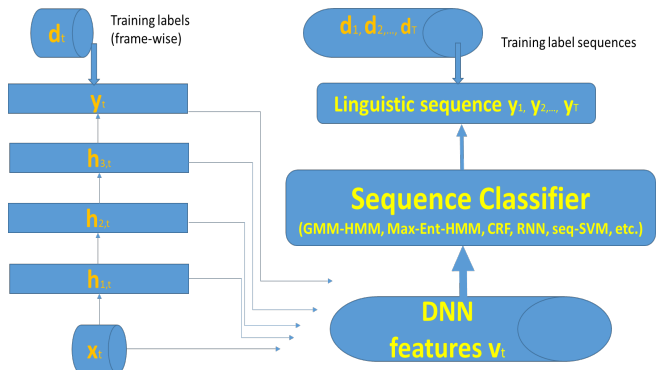 dt
Training labels
(frame-wise)
yt
h3,t
h2,t
h1,t
xt
d1, d2,..., dT
Training label sequences
Linguistic sequence y1, y2,..., yT
Sequence Classifier
(GMM-HMM, Max-Ent-HMM, CRF, RNN, seq-SVM, etc.)
DNN
features vt